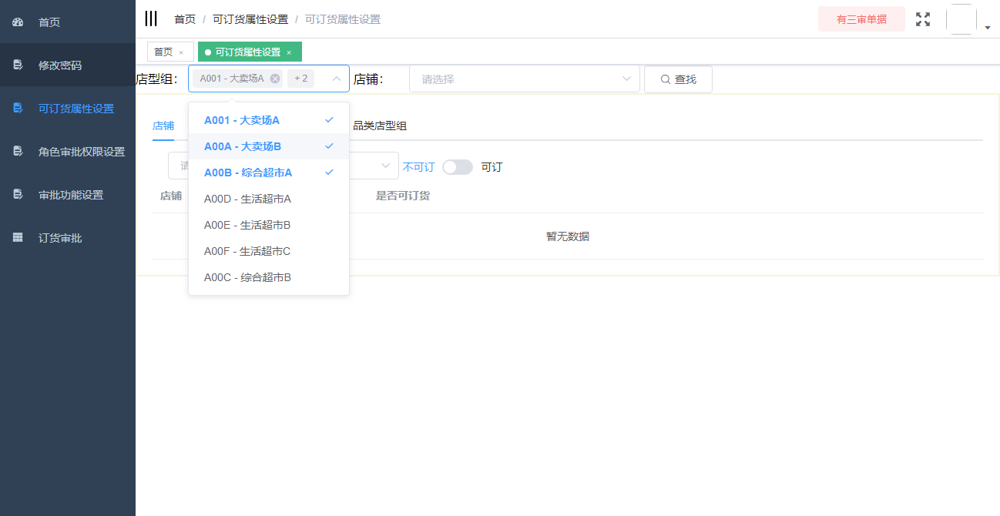 首页
修改密码
可订货属性设置
角色审批权限设置
审批功能设置
订货审批
首页 / 可订货属性设置 / 可订货属性设置
有三审单据
首页 ×
可订货属性设置 ×
店型组： A001 - 大卖场A + 2 店铺： 请选择 查找
A001 - 大卖场A
A00A - 大卖场B
A00B - 综合超市A
A00D - 生活超市A
A00E - 生活超市B
A00F - 生活超市C
A00C - 综合超市B
店铺 品类店型组
请 不可订 可订
店铺 是否可订货
暂无数据